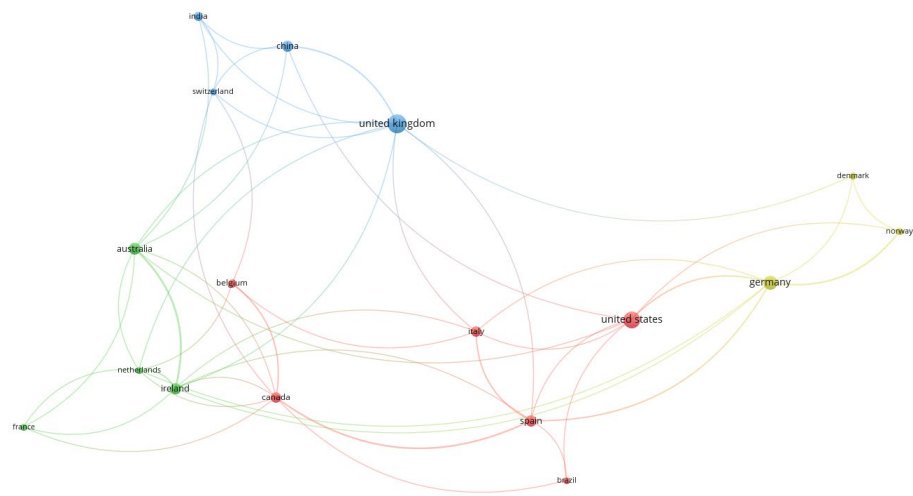 india
china
switzerland
united kingdom
denmark
norway
australia
belgium
germany
united states
italy
netherlands
ireland
canada
spain
france
brazil